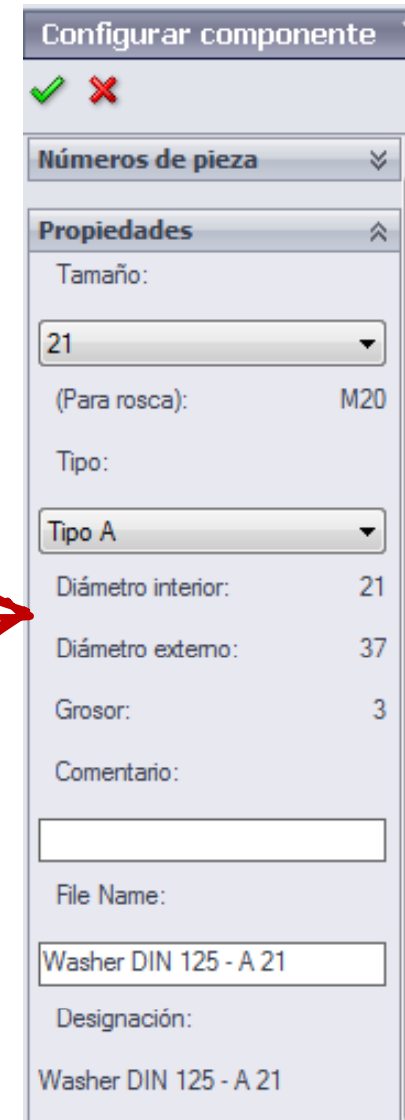 Configurar componente
Números de pieza
Propiedades
Tamaño:
21
(Para rosca): M20
Tipo:
Tipo A
Diámetro interior: 21
Diámetro externo: 37
Grosor: 3
Comentario:
File Name:
Washer DIN 125 - A 21
Designación:
Washer DIN 125 - A 21